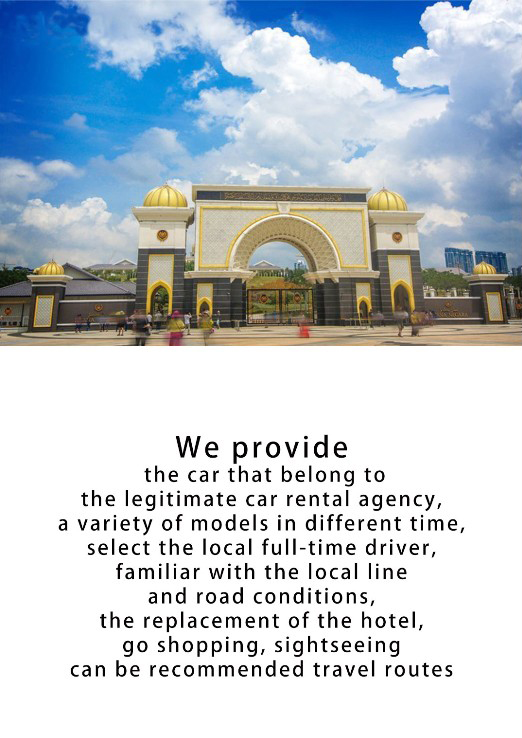 We provide
the car that belong to
the legitimate car rental agency,
a variety of models in different time,
select the local full-time driver,
familiar with the local line
and road conditions,
the replacement of the hotel,
go shopping, sightseeing
can be recommended travel routes